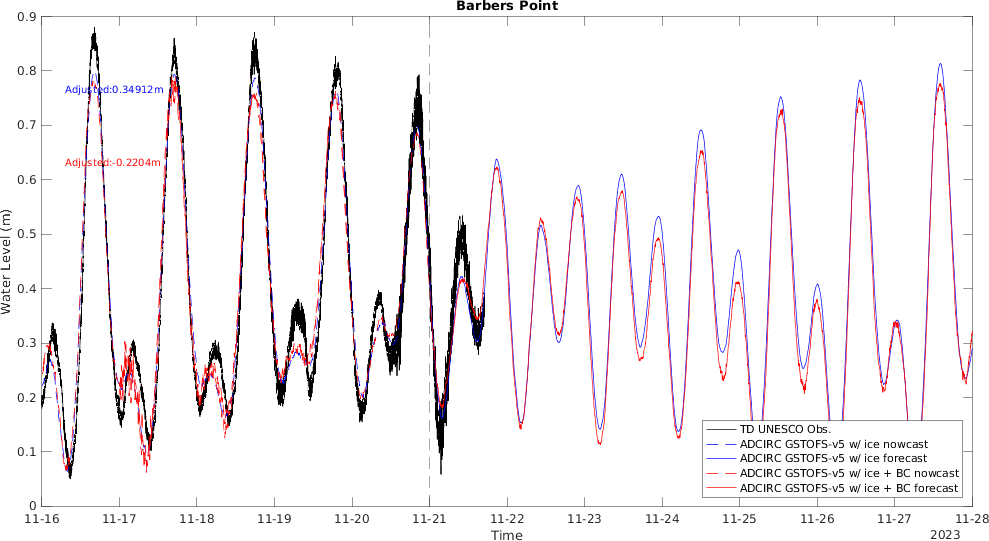 Barbers Point
0.9
0.8
0.7
0.6
0.5
0.4
0.3
0.2
0.1
0
Water Level (m)
Adjusted:0.34912m
Adjusted:-0.2204m
TD UNESCO Obs.
ADCIRC GSTOFS-v5 w/ ice nowcast
ADCIRC GSTOFS-v5 w/ ice forecast
ADCIRC GSTOFS-v5 w/ ice + BC nowcast
ADCIRC GSTOFS-v5 w/ ice + BC forecast
11-16 11-17 11-18 11-19 11-20 11-21 11-22 11-23 11-24 11-25 11-26 11-27 11-28
Time
2023